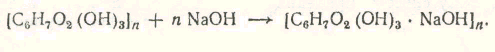 [C₆H₇O₂ (OH)₃]ₙ + n NaOH ⟶ [C₆H₇O₂ (OH)₃ · NaOH]ₙ.